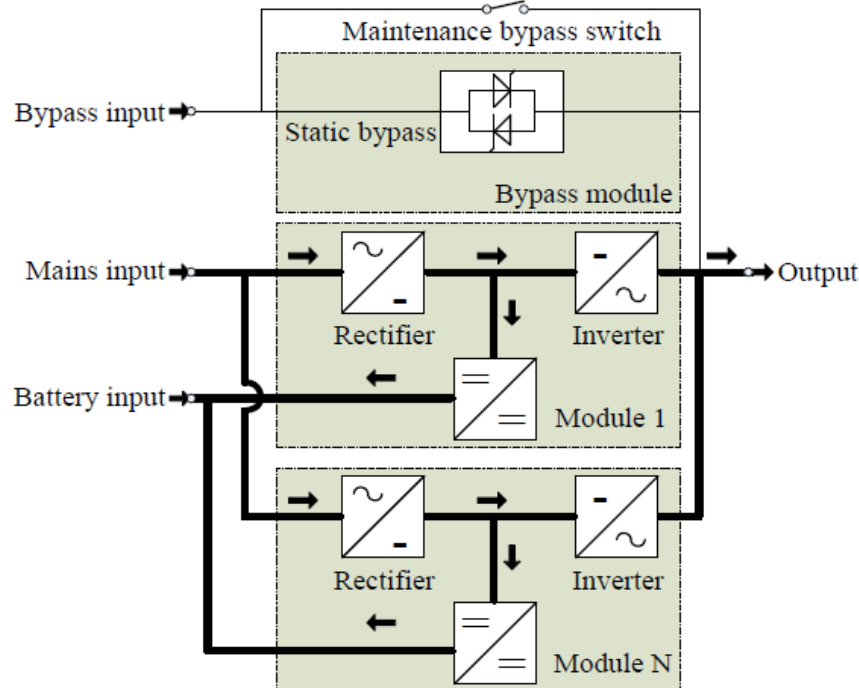 Maintenance bypass switch
Bypass input
Static bypass
Bypass module
Mains input
Output
Rectifier
Inverter
Battery input
Module 1
Rectifier
Inverter
Module N